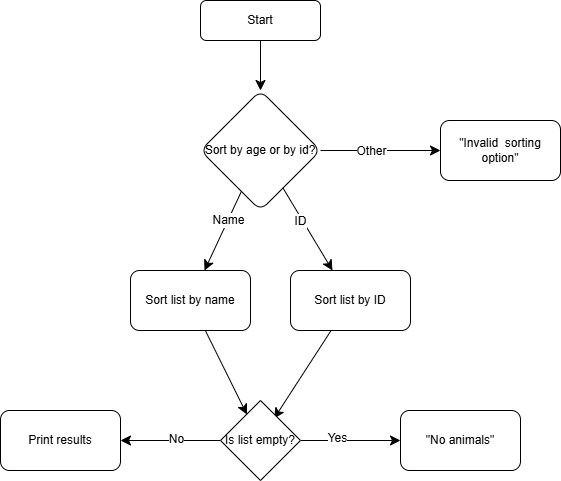 Start
Sort by age or by id?
Other
"Invalid sorting
option"
Name
ID
Sort list by name
Sort list by ID
Print results
No
Is list empty?
Yes
"No animals"